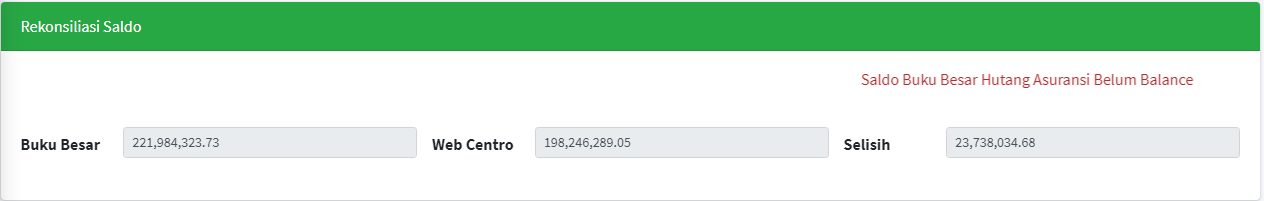 Rekonsiliasi Saldo
Saldo Buku Besar Hutang Asuransi Belum Balance
Buku Besar 221,984,323.73 Web Centro 198,246,289.05 Selisih 23,738,034.68